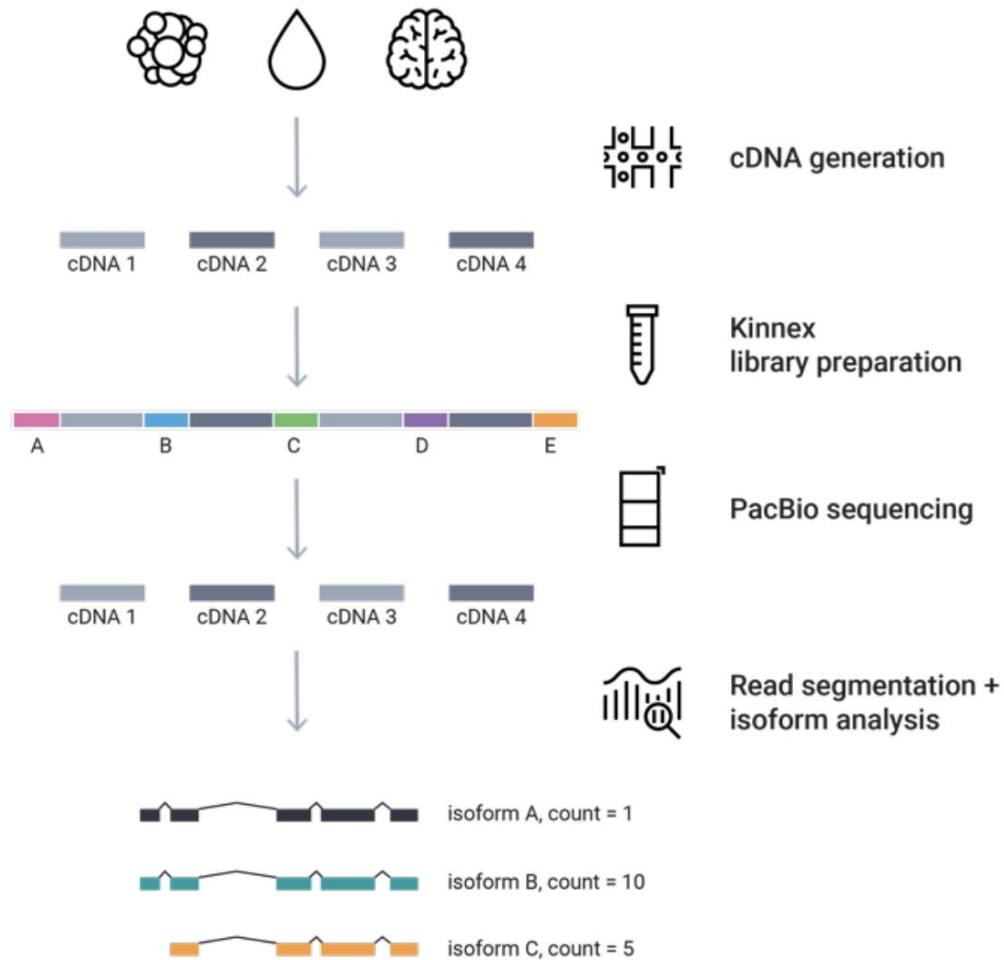 cDNA generation
cDNA 1
cDNA 2
cDNA 3
cDNA 4
Kinnex
library preparation
A
B
C
D
E
PacBio sequencing
cDNA 1
cDNA 2
cDNA 3
cDNA 4
Read segmentation +
isoform analysis
isoform A, count = 1
isoform B, count = 10
isoform C, count = 5